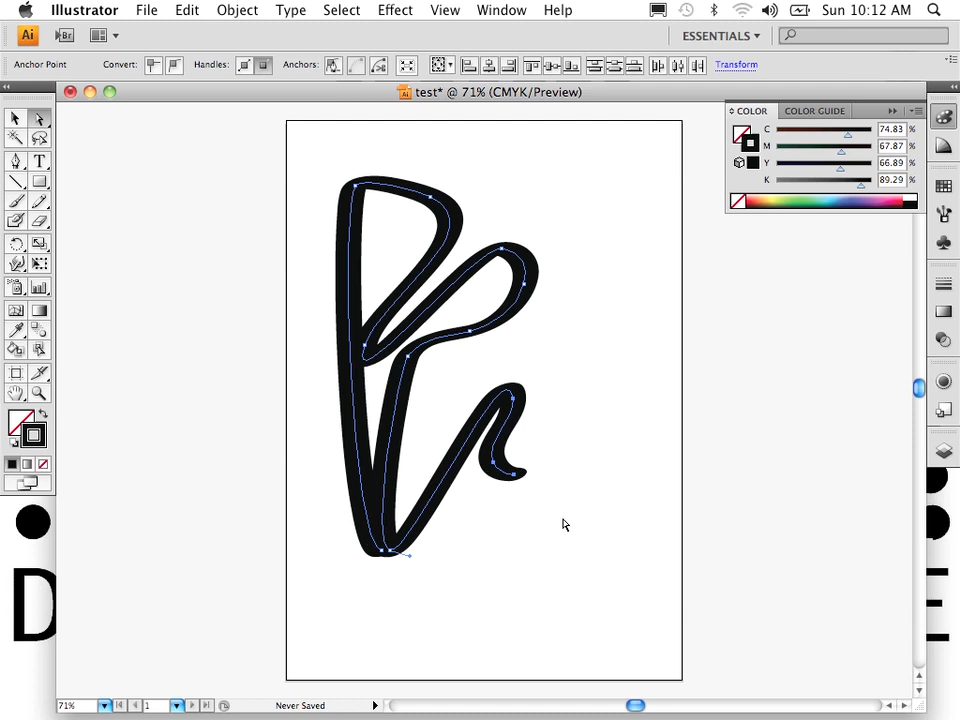 Illustrator File Edit Object Type Select Effect View Window Help Sun 10:12 AM
Ai Br ESSENTIALS
Anchor Point Convert: Handles: Anchors: Transform
test* @ 71% (CMYK/Preview)
COLOR COLOR GUIDE
C 74.83 %
M 67.87 %
Y 66.89 %
K 89.29 %
T
D E
71% 1 Never Saved